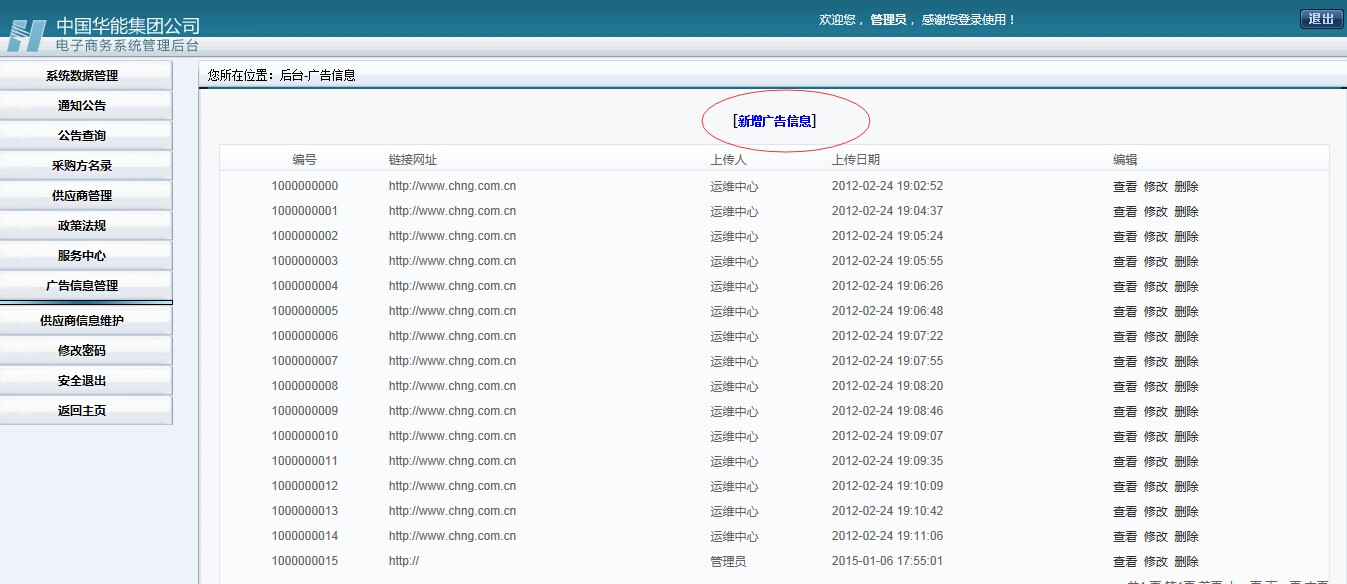 中国华能集团公司
电子商务系统管理后台
欢迎您，管理员，感谢您登录使用！
退出
系统数据管理
通知公告
公告查询
采购方名录
供应商管理
政策法规
服务中心
广告信息管理
供应商信息维护
修改密码
安全退出
返回主页
您所在位置：后台-广告信息
[新增广告信息]
编号 链接网址 上传人 上传日期 编辑
1000000000 http://www.chng.com.cn 运维中心 2012-02-24 19:02:52 查看 修改 删除
1000000001 http://www.chng.com.cn 运维中心 2012-02-24 19:04:37 查看 修改 删除
1000000002 http://www.chng.com.cn 运维中心 2012-02-24 19:05:24 查看 修改 删除
1000000003 http://www.chng.com.cn 运维中心 2012-02-24 19:05:55 查看 修改 删除
1000000004 http://www.chng.com.cn 运维中心 2012-02-24 19:06:26 查看 修改 删除
1000000005 http://www.chng.com.cn 运维中心 2012-02-24 19:06:48 查看 修改 删除
1000000006 http://www.chng.com.cn 运维中心 2012-02-24 19:07:22 查看 修改 删除
1000000007 http://www.chng.com.cn 运维中心 2012-02-24 19:07:55 查看 修改 删除
1000000008 http://www.chng.com.cn 运维中心 2012-02-24 19:08:20 查看 修改 删除
1000000009 http://www.chng.com.cn 运维中心 2012-02-24 19:08:46 查看 修改 删除
1000000010 http://www.chng.com.cn 运维中心 2012-02-24 19:09:07 查看 修改 删除
1000000011 http://www.chng.com.cn 运维中心 2012-02-24 19:09:35 查看 修改 删除
1000000012 http://www.chng.com.cn 运维中心 2012-02-24 19:10:09 查看 修改 删除
1000000013 http://www.chng.com.cn 运维中心 2012-02-24 19:10:42 查看 修改 删除
1000000014 http://www.chng.com.cn 运维中心 2012-02-24 19:11:06 查看 修改 删除
1000000015 http:// 管理员 2015-01-06 17:55:01 查看 修改 删除